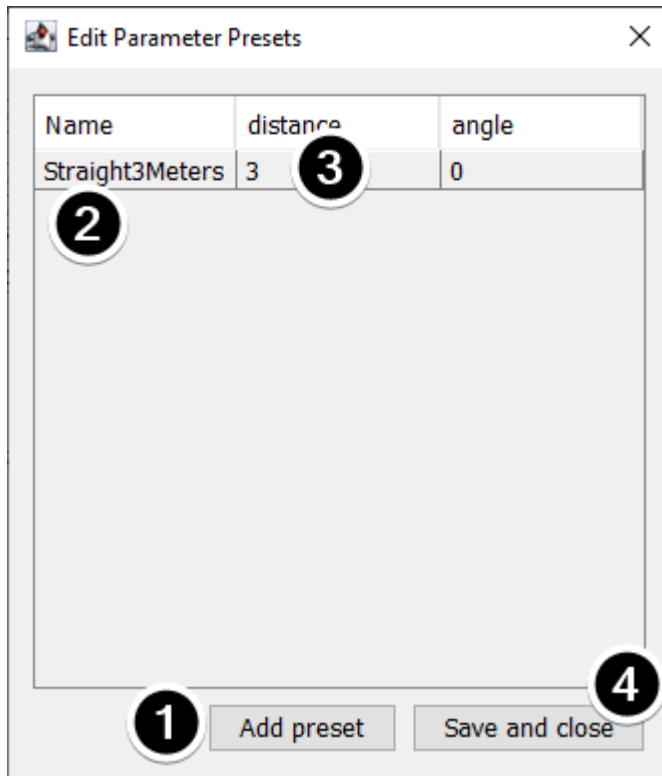 Edit Parameter Presets
Name distance angle
Straight3Meters 3 0
3
2
4
1 Add preset Save and close